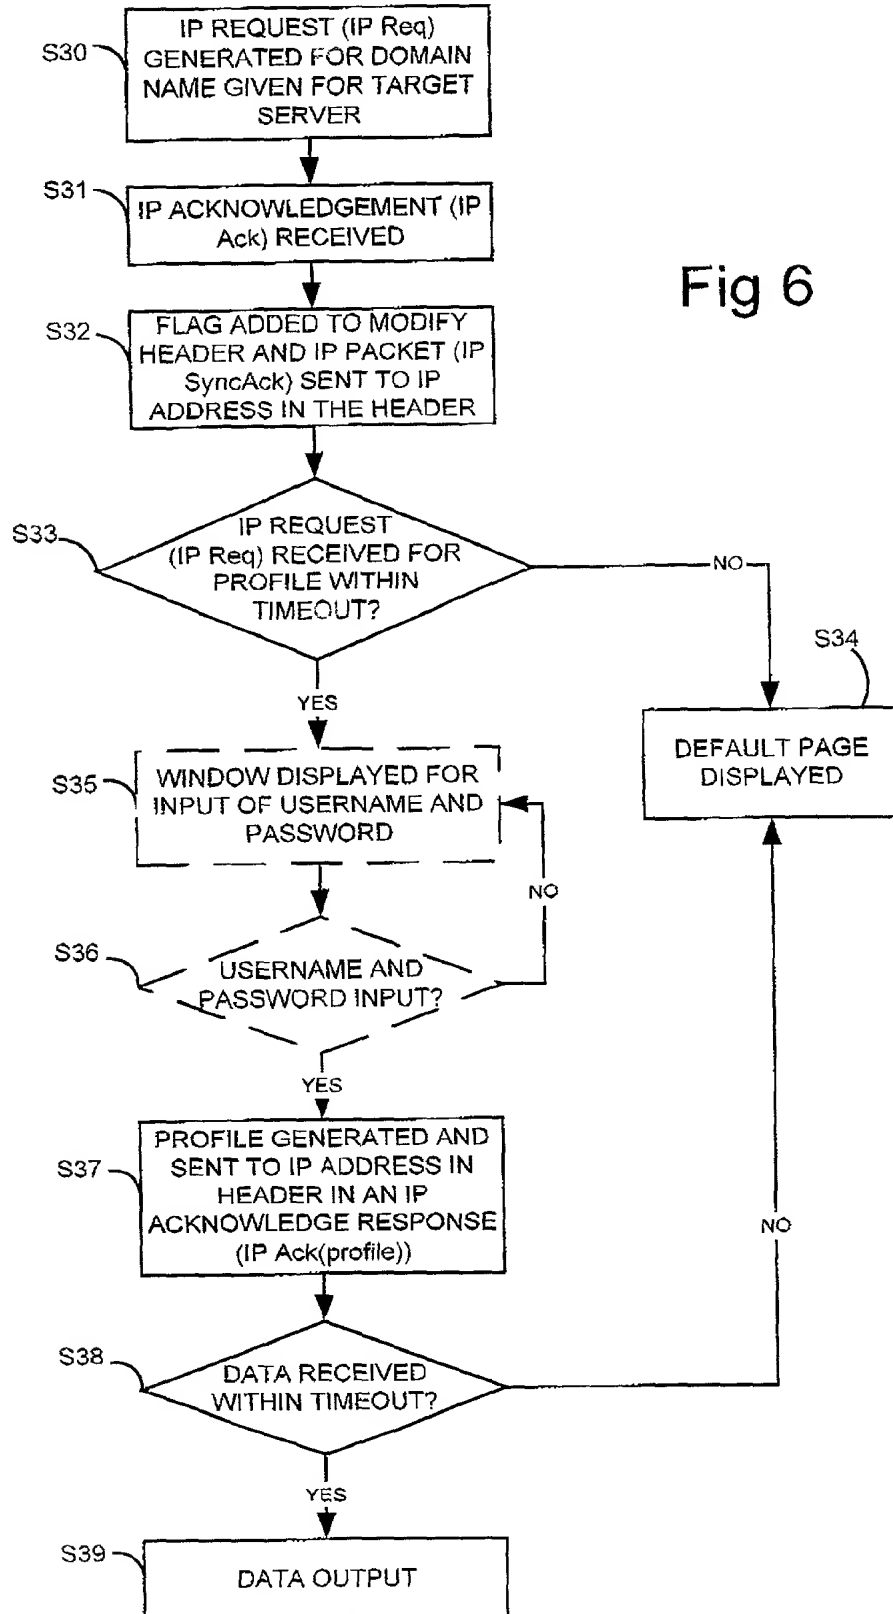 S30
IP REQUEST (IP Req)
GENERATED FOR DOMAIN
NAME GIVEN FOR TARGET
SERVER
S31
IP ACKNOWLEDGEMENT (IP
Ack) RECEIVED
Fig 6
S32
FLAG ADDED TO MODIFY
HEADER AND IP PACKET (IP
SyncAck) SENT TO IP
ADDRESS IN THE HEADER
S33
IP REQUEST
(IP Req) RECEIVED FOR
PROFILE WITHIN
TIMEOUT?
NO
YES
S34
DEFAULT PAGE
DISPLAYED
S35
WINDOW DISPLAYED FOR
INPUT OF USERNAME AND
PASSWORD
NO
S36
USERNAME AND
PASSWORD INPUT?
YES
S37
PROFILE GENERATED AND
SENT TO IP ADDRESS IN
HEADER IN AN IP
ACKNOWLEDGE RESPONSE
(IP Ack(profile))
NO
S38
DATA RECEIVED
WITHIN TIMEOUT?
YES
S39
DATA OUTPUT